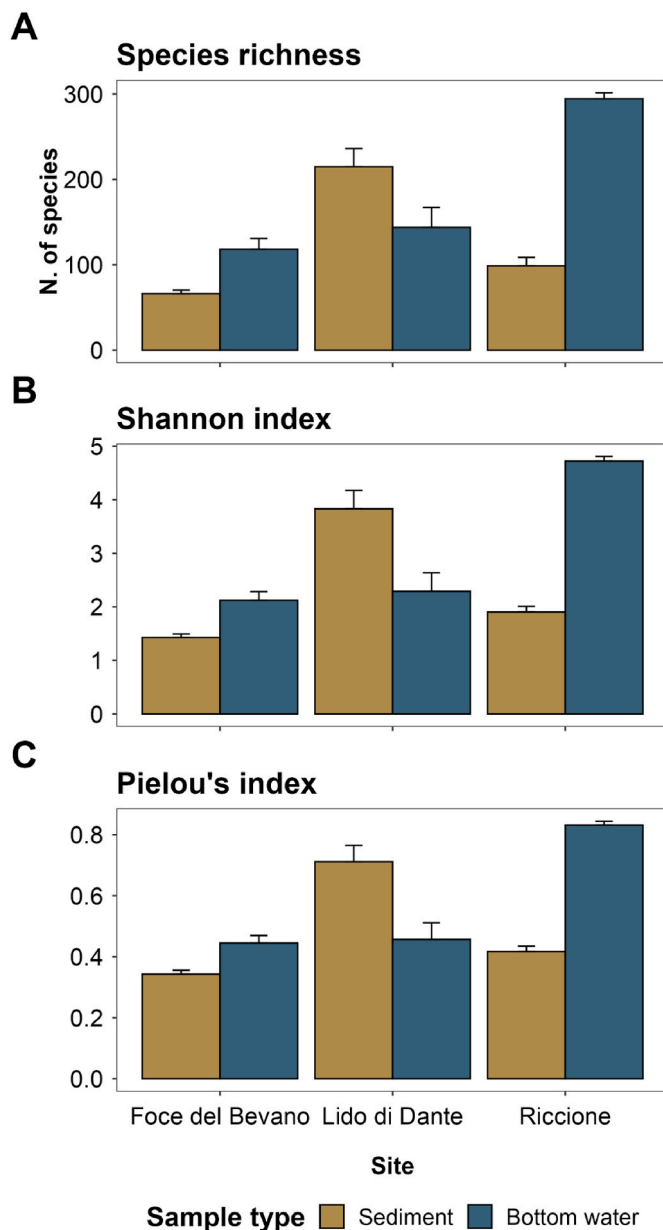 A
Species richness
N. of species
300
200
100
0
B
Shannon index
5
4
3
2
1
0
C
Pielou's index
0.8
0.6
0.4
0.2
0.0
Foce del Bevano Lido di Dante Riccione
Site
Sample type Sediment Bottom water